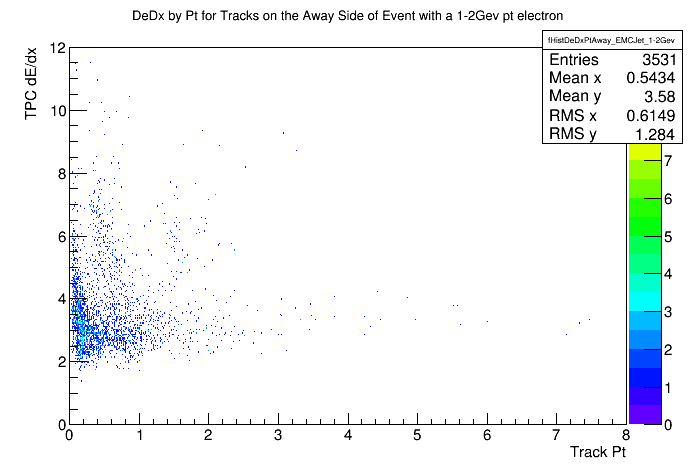 DeDx by Pt for Tracks on the Away Side of Event with a 1-2Gev pt electron
fHistDeDxPtAway_EMCJet_1-2Gev
Entries 3531
Mean x 0.5434
Mean y 3.58
RMS x 0.6149
RMS y 1.284
TPC dE/dx
12
10
8
6
4
2
0
0 1 2 3 4 5 6 7 8
Track Pt
7
6
5
4
3
2
1
0